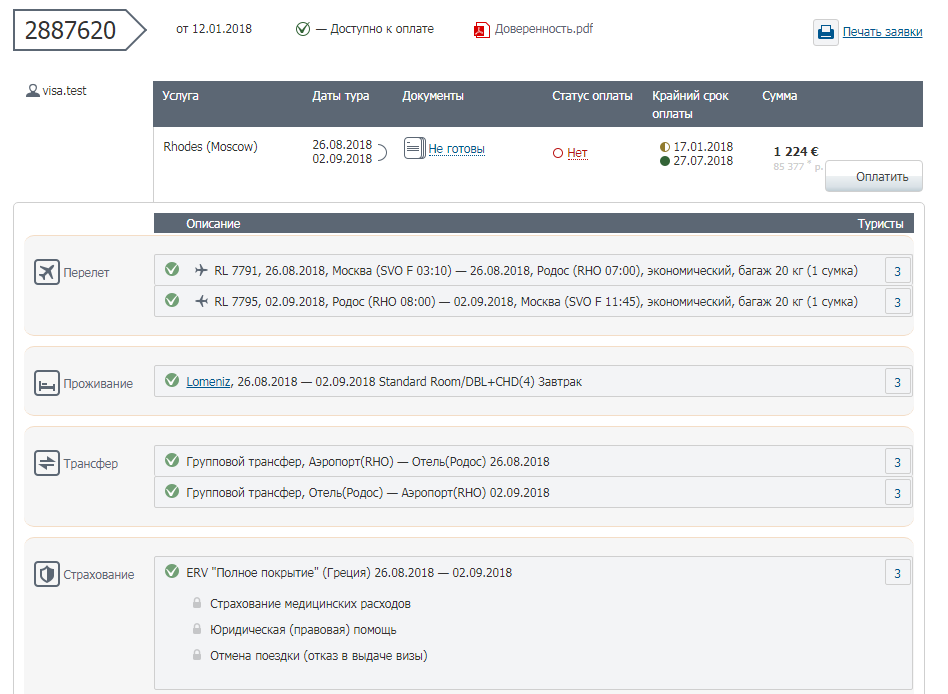 2887620 от 12.01.2018 — Доступно к оплате Доверенность.pdf Печать заявки
visa.test
Услуга Даты тура Документы Статус оплаты Крайний срок оплаты Сумма
Rhodes (Moscow) 26.08.2018 Не готовы Нет 17.01.2018 1 224 €
02.09.2018 27.07.2018 85 377 * р.
Оплатить
Описание Туристы
Перелет
RL 7791, 26.08.2018, Москва (SVO F 03:10) — 26.08.2018, Родос (RHO 07:00), экономический, багаж 20 кг (1 сумка) 3
RL 7795, 02.09.2018, Родос (RHO 08:00) — 02.09.2018, Москва (SVO F 11:45), экономический, багаж 20 кг (1 сумка) 3
Проживание
Lomeniz, 26.08.2018 — 02.09.2018 Standard Room/DBL+CHD(4) Завтрак 3
Трансфер
Групповой трансфер, Аэропорт(RHO) — Отель(Родос) 26.08.2018 3
Групповой трансфер, Отель(Родос) — Аэропорт(RHO) 02.09.2018 3
Страхование
ERV "Полное покрытие" (Греция) 26.08.2018 — 02.09.2018 3
Страхование медицинских расходов
Юридическая (правовая) помощь
Отмена поездки (отказ в выдаче визы)